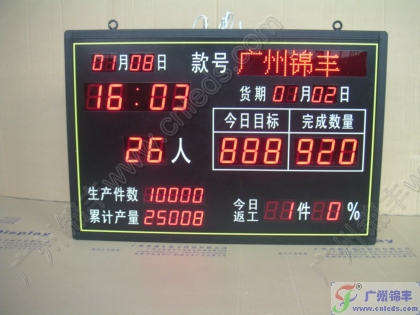 01月08日 款号 广州锦丰
16:03 货期 01月02日
今日目标 完成数量
26人 888 920
生产件数 10000
累计产量 25008
今日返工 1件 0%
广州锦丰
cnleds.com
www.cnleds.com